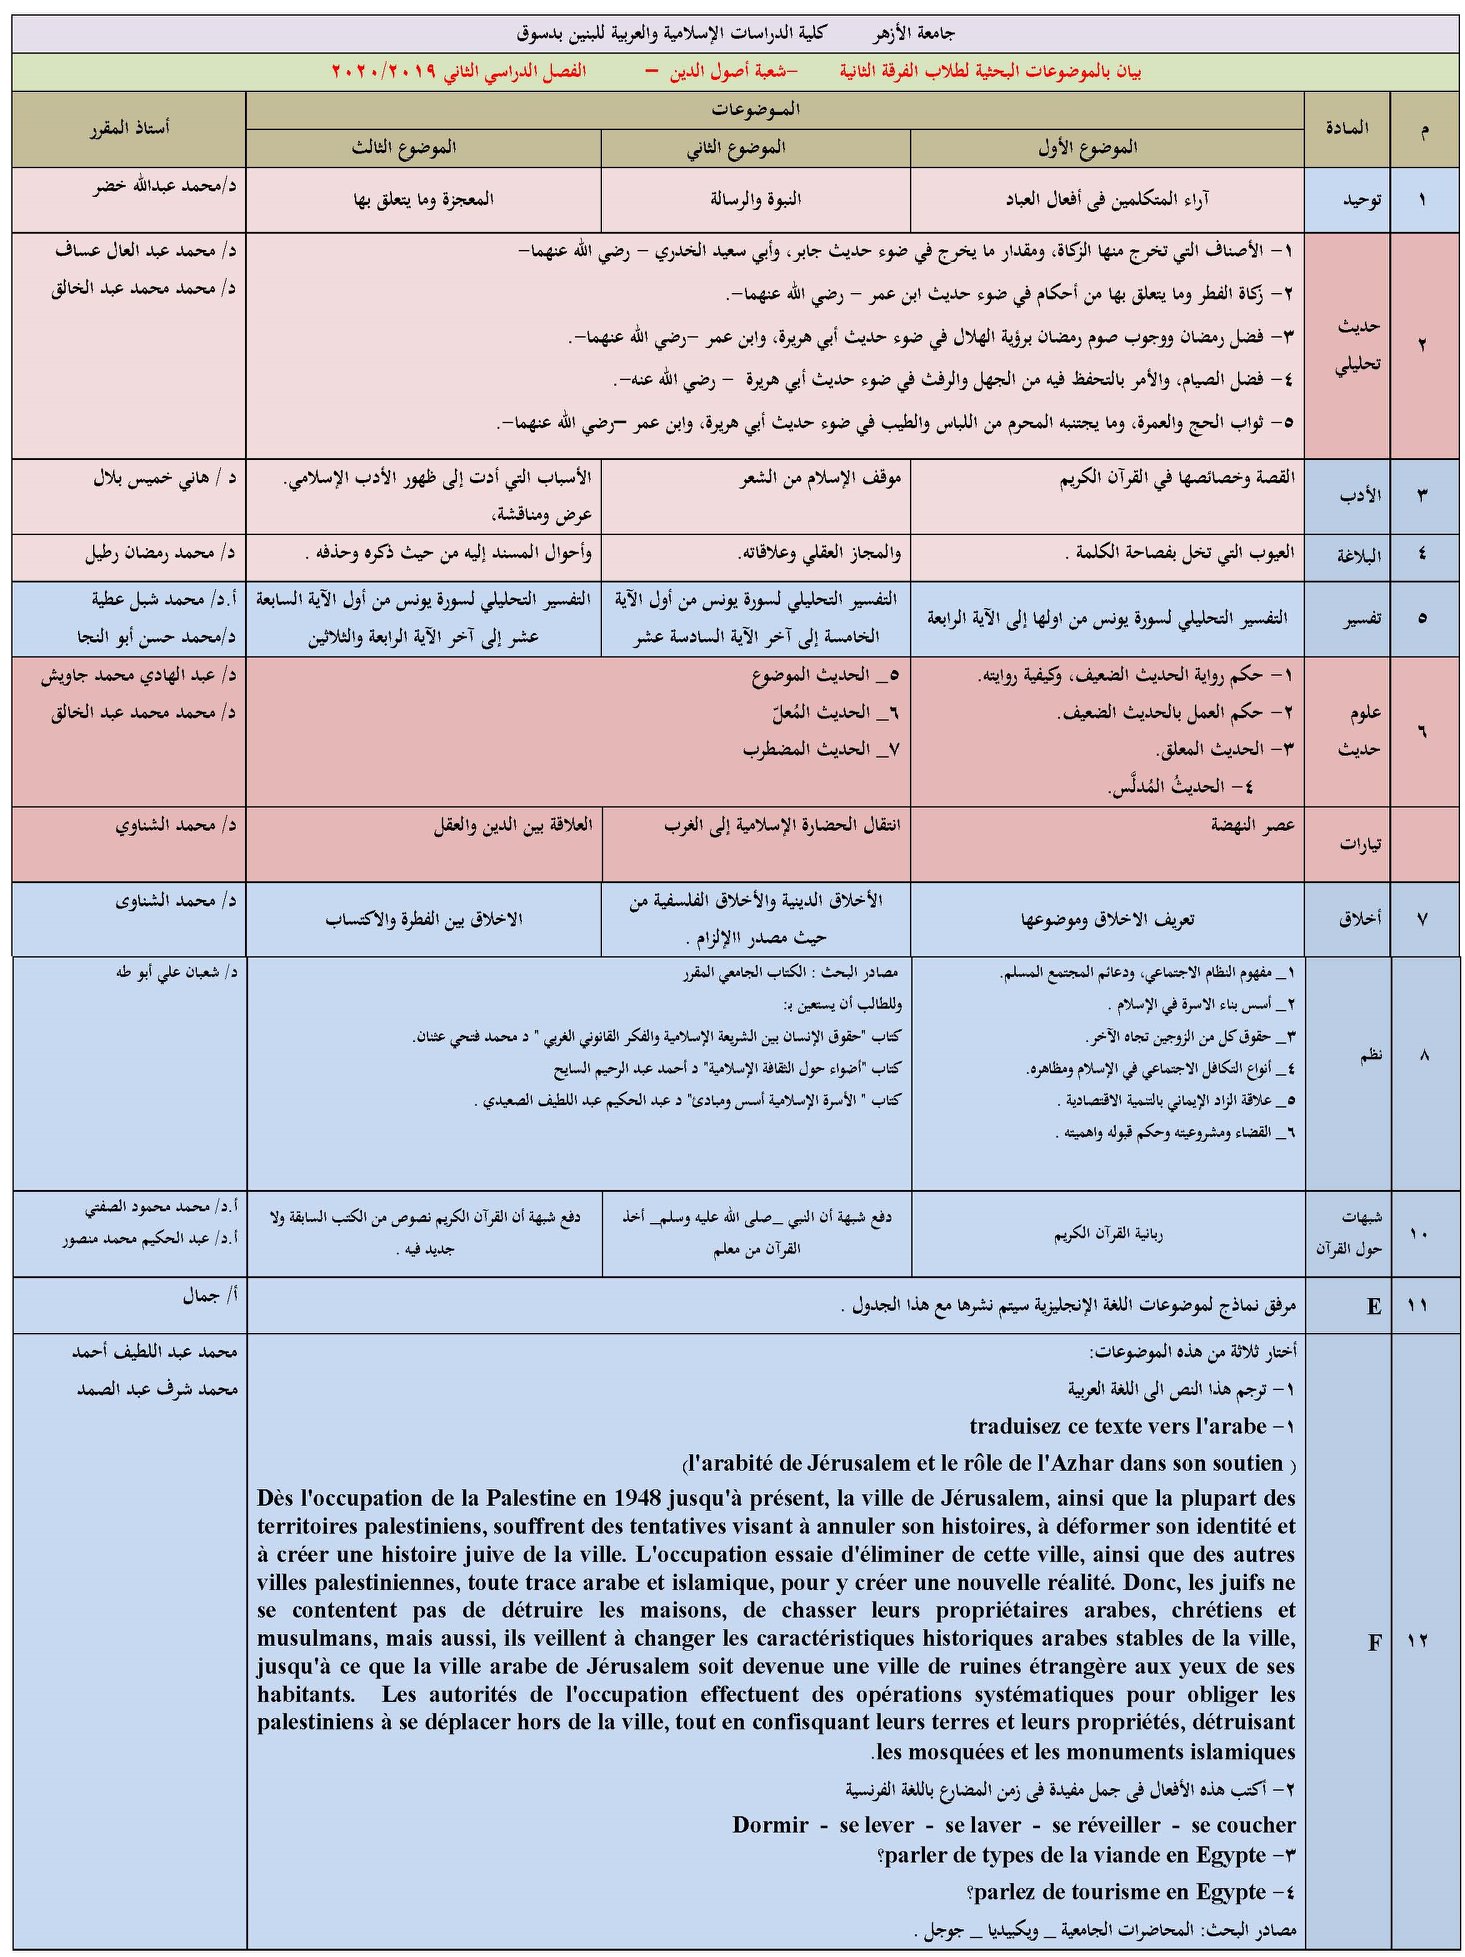 جامعة الأزهر كلية الدراسات الإسلامية والعربية للبنين بدسوق
بيان بالموضوعات البحثية لطلاب الفرقة الثانية –شعبة أصول الدين – الفصل الدراسي الثاني ٢٠٢٠/٢٠١٩
م
المادة
الموضوعات
أستاذ المقرر
الموضوع الأول
الموضوع الثاني
الموضوع الثالث
١
توحيد
آراء المتكلمين فى أفعال العباد
النبوة والرسالة
المعجزة وما يتعلق بها
د/محمد عبدالله خضر
٢
حديث
تحليلي
١- الأصناف التي تخرج منها الزكاة، ومقدار ما يخرج في ضوء حديث جابر، وأبي سعيد الخدري – رضي الله عنهما-
٢- زكاة الفطر وما يتعلق بها من أحكام في ضوء حديث ابن عمر – رضي الله عنهما-.
٣- فضل رمضان ووجوب صوم رمضان برؤية الهلال في ضوء حديث أبي هريرة، وابن عمر –رضي الله عنهما-.
٤- فضل الصيام، والأمر بالتحفظ فيه من الجهل والرفث في ضوء حديث أبي هريرة – رضي الله عنه-.
٥- ثواب الحج والعمرة، وما يجتنبه المحرم من اللباس والطيب في ضوء حديث أبي هريرة، وابن عمر –رضي الله عنهما-.
د/ محمد عبد العال عساف
د/ محمد محمد عبد الخالق
٣
الأدب
القصة وخصائصها في القرآن الكريم
موقف الإسلام من الشعر
الأسباب التي أدت إلى ظهور الأدب الإسلامي.
عرض ومناقشة،
د / هاني خميس بلال
٤
البلاغة
العيوب التي تخل بفصاحة الكلمة .
والمجاز العقلي وعلاقاته.
وأحوال المسند إليه من حيث ذكره وحذفه .
د/ محمد رمضان رطيل
٥
تفسير
التفسير التحليلي لسورة يونس من اولها إلى الآية الرابعة
التفسير التحليلي لسورة يونس من أول الآية
الخامسة إلى آخر الآية السادسة عشر
التفسير التحليلي لسورة يونس من أول الآية السابعة
عشر إلى آخر الآية الرابعة والثلاثين
أ.د/ محمد شبل عطية
د/محمد حسن أبو النجا
٦
علوم
حديث
١- حكم رواية الحديث الضعيف، وكيفية روايته.
٢- حكم العمل بالحديث الضعيف.
٣- الحديث المعلق.
٤- الحديثُ المُدلَّس.
٥_ الحديث الموضوع
٦_ الحديث المُعلّ
٧_ الحديث المضطرب
د/ عبد الهادي محمد جاويش
د/ محمد محمد عبد الخالق
تيارات
عصر النهضة
انتقال الحضارة الإسلامية إلى الغرب
العلاقة بين الدين والعقل
د/ محمد الشناوي
٧
أخلاق
تعريف الاخلاق وموضوعها
الأخلاق الدينية والأخلاق الفلسفية من
حيث مصدر االإلزام .
الاخلاق بين الفطرة والاكتساب
د/ محمد الشناوى
٨
نظم
١_ مفهوم النظام الاجتماعي، ودعائم المجتمع المسلم.
٢_ أسس بناء الاسرة في الإسلام .
٣_ حقوق كل من الزوجين تجاه الآخر.
٤_ أنواع التكافل الاجتماعي في الإسلام ومظاهره.
٥_ علاقة الزاد الإيماني بالتنمية الاقتصادية .
٦_ القضاء ومشروعيته وحكم قبوله واهميته .
مصادر البحث : الكتاب الجامعي المقرر
وللطالب أن يستعين بـ:
كتاب "حقوق الإنسان بين الشريعة الإسلامية والفكر القانوني الغربي " د محمد فتحي عثنان.
كتاب "أضواء حول الثقافة الإسلامية" د أحمد عبد الرحيم السايح
كتاب " الأسرة الإسلامية أسس ومبادئ" د عبد الحكيم عبد اللطيف الصعيدي .
د/ شعبان علي أبو طه
١٠
شبهات
حول القرآن
ربانية القرآن الكريم
دفع شبهة أن النبي _صلى الله عليه وسلم_ أخذ
القرآن من معلم
دفع شبهة أن القرآن الكريم نصوص من الكتب السابقة ولا
جديد فيه .
أ.د/ محمد محمود الصفتي
أ.د/ عبد الحكيم محمد منصور
١١
E
مرفق نماذج لموضوعات اللغة الإنجليزية سيتم نشرها مع هذا الجدول .
أ/ جمال
١٢
F
أختار ثلاثة من هذه الموضوعات:
١- ترجم هذا النص الى اللغة العربية
١- traduisez ce texte vers l'arabe
(l'arabité de Jérusalem et le rôle de l'Azhar dans son soutien )
Dès l'occupation de la Palestine en 1948 jusqu'à présent, la ville de Jérusalem, ainsi que la plupart des
territoires palestiniens, souffrent des tentatives visant à annuler son histoires, à déformer son identité et
à créer une histoire juive de la ville. L'occupation essaie d'éliminer de cette ville, ainsi que des autres
villes palestiniennes, toute trace arabe et islamique, pour y créer une nouvelle réalité. Donc, les juifs ne
se contentent pas de détruire les maisons, de chasser leurs propriétaires arabes, chrétiens et
musulmans, mais aussi, ils veillent à changer les caractéristiques historiques arabes stables de la ville,
jusqu'à ce que la ville arabe de Jérusalem soit devenue une ville de ruines étrangère aux yeux de ses
habitants. Les autorités de l'occupation effectuent des opérations systématiques pour obliger les
palestiniens à se déplacer hors de la ville, tout en confisquant leurs terres et leurs propriétés, détruisant
les mosquées et les monuments islamiques.
٢- أكتب هذه الأفعال فى جمل مفيدة فى زمن المضارع باللغة الفرنسية
Dormir - se lever - se laver - se réveiller - se coucher
٣- parler de types de la viande en Egypte؟
٤- parlez de tourisme en Egypte؟
مصادر البحث: المحاضرات الجامعية _ ويكبيديا _ جوجل .
محمد عبد اللطيف أحمد
محمد شرف عبد الصمد